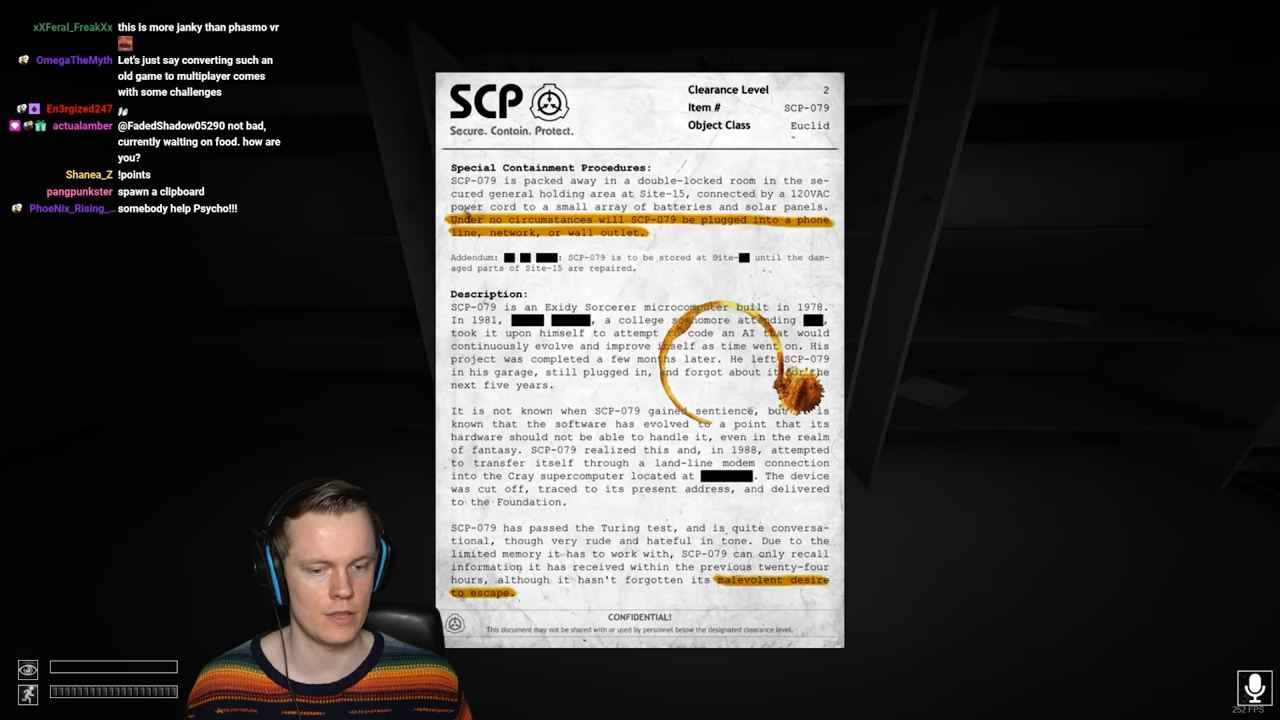 xXFeral_FreakXx this is more janky than phasmo vr
OmegaTheMyth Let's just say converting such an
old game to multiplayer comes
with some challenges
En3rgized247
actualamber @FadedShadow05290 not bad,
currently waiting on food. how are
you?
Shanea_Z !points
pangpunkster spawn a clipboard
PhoeNix_Rising_... somebody help Psycho!!!
SCP
Secure. Contain. Protect.
Clearance Level 2
Item # SCP-079
Object Class Euclid
Special Containment Procedures:
SCP-079 is packed away in a double-locked room in the se-
cured general holding area at Site-15, connected by a 120VAC
power cord to a small array of batteries and solar panels.
Under no circumstances will SCP-079 be plugged into a phone
line, network, or wall outlet.
Addendum: : SCP-079 is to be stored at Site- until the dam-
aged parts of Site-15 are repaired.
Description:
SCP-079 is an Exidy Sorcerer microcomputer built in 1978.
In 1981, , a college sophomore attending ,
took it upon himself to attempt to code an AI that would
continuously evolve and improve itself as time went on. His
project was completed a few months later. He left SCP-079
in his garage, still plugged in, and forgot about it for the
next five years.
It is not known when SCP-079 gained sentience, but it is
known that the software has evolved to a point that its
hardware should not be able to handle it, even in the realm
of fantasy. SCP-079 realized this and, in 1988, attempted
to transfer itself through a land-line modem connection
into the Cray supercomputer located at . The device
was cut off, traced to its present address, and delivered
to the Foundation.
SCP-079 has passed the Turing test, and is quite conversa-
tional, though very rude and hateful in tone. Due to the
limited memory it has to work with, SCP-079 can only recall
information it has received within the previous twenty-four
hours, although it hasn't forgotten its malevolent desire
to escape.
CONFIDENTIAL!
This document may not be shared with or used by personnel below the designated clearance level.
252 FPS